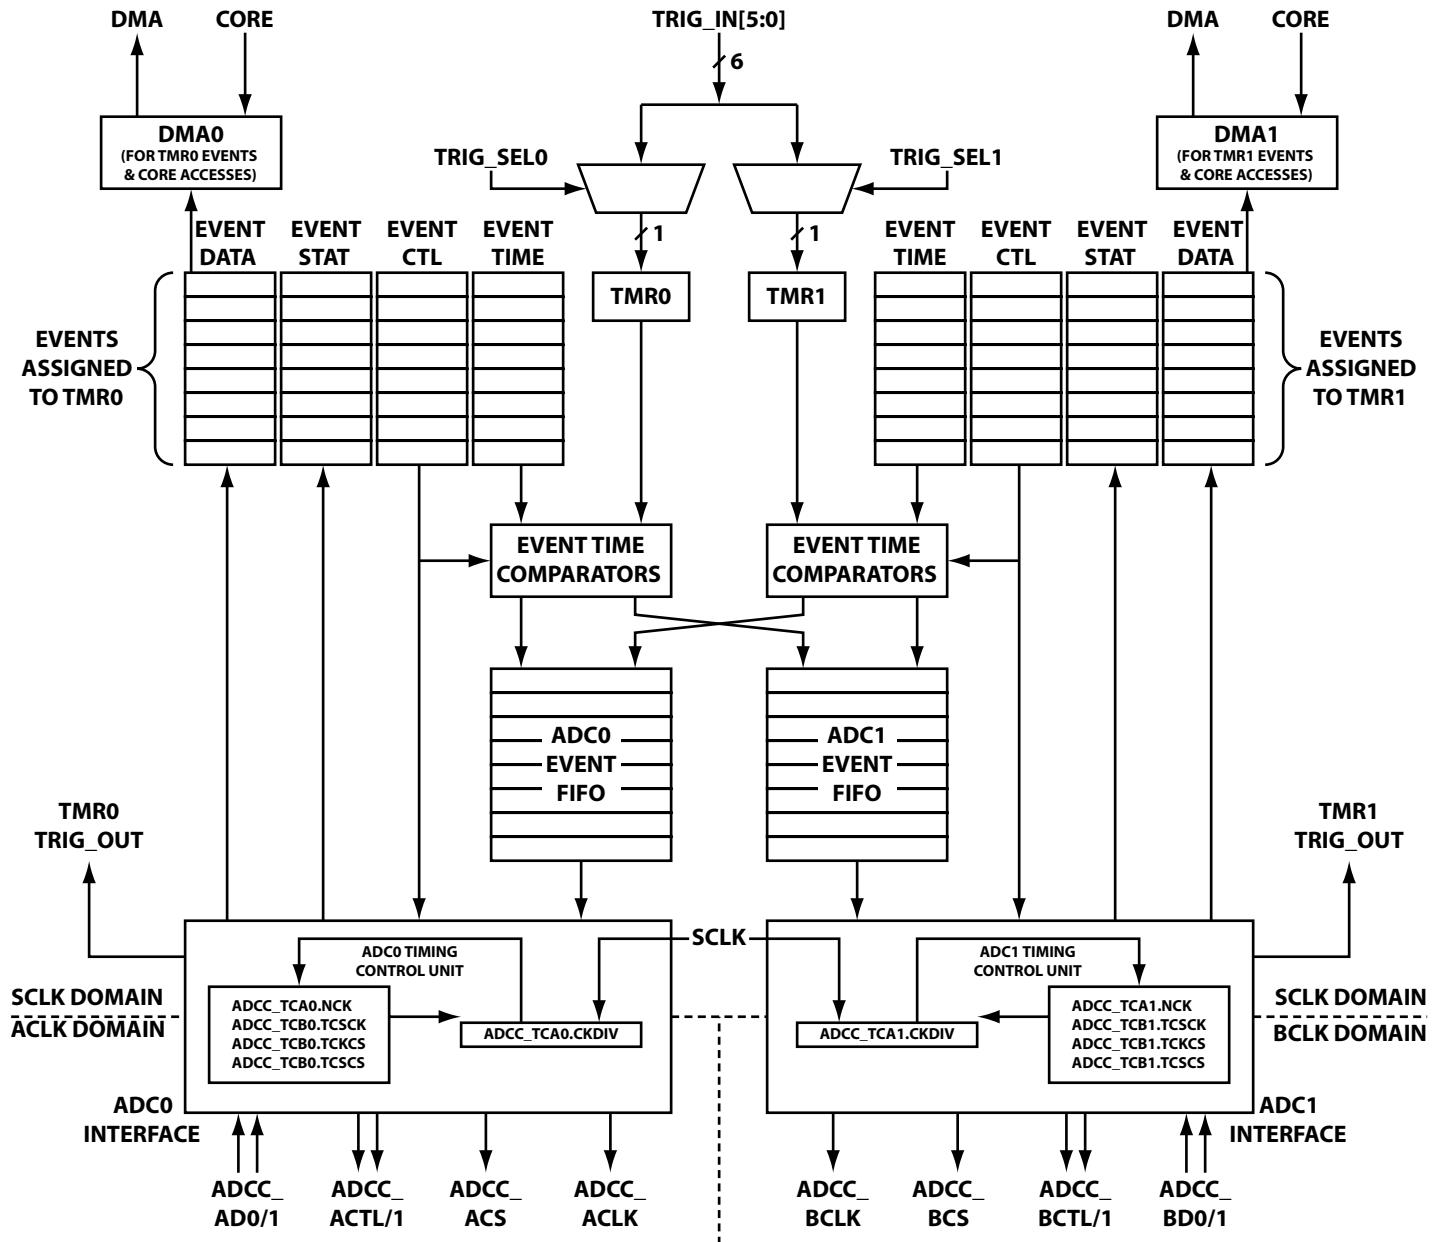 DMA
CORE
TRIG_IN[5:0]
DMA
CORE
6
DMA0
(FOR TMR0 EVENTS
& CORE ACCESSES)
DMA1
(FOR TMR1 EVENTS
& CORE ACCESSES)
TRIG_SEL0
TRIG_SEL1
EVENT
DATA
EVENT
STAT
EVENT
CTL
EVENT
TIME
1
1
EVENT
TIME
EVENT
CTL
EVENT
STAT
EVENT
DATA
TMR0
TMR1
EVENTS
ASSIGNED
TO TMR0
EVENTS
ASSIGNED
TO TMR1
EVENT TIME
COMPARATORS
EVENT TIME
COMPARATORS
ADC0
EVENT
FIFO
ADC1
EVENT
FIFO
TMR0
TRIG_OUT
TMR1
TRIG_OUT
SCLK
ADC0 TIMING
CONTROL UNIT
ADC1 TIMING
CONTROL UNIT
SCLK DOMAIN
ACLK DOMAIN
SCLK DOMAIN
BCLK DOMAIN
ADCC_TCA0.NCK
ADCC_TCB0.TCSCK
ADCC_TCB0.TCKCS
ADCC_TCB0.TCSCS
ADCC_TCA0.CKDIV
ADCC_TCA1.CKDIV
ADCC_TCA1.NCK
ADCC_TCB1.TCSCK
ADCC_TCB1.TCKCS
ADCC_TCB1.TCSCS
ADC0
INTERFACE
ADC1
INTERFACE
ADCC_
AD0/1
ADCC_
ACTL/1
ADCC_
ACS
ADCC_
ACLK
ADCC_
BCLK
ADCC_
BCS
ADCC_
BCTL/1
ADCC_
BD0/1